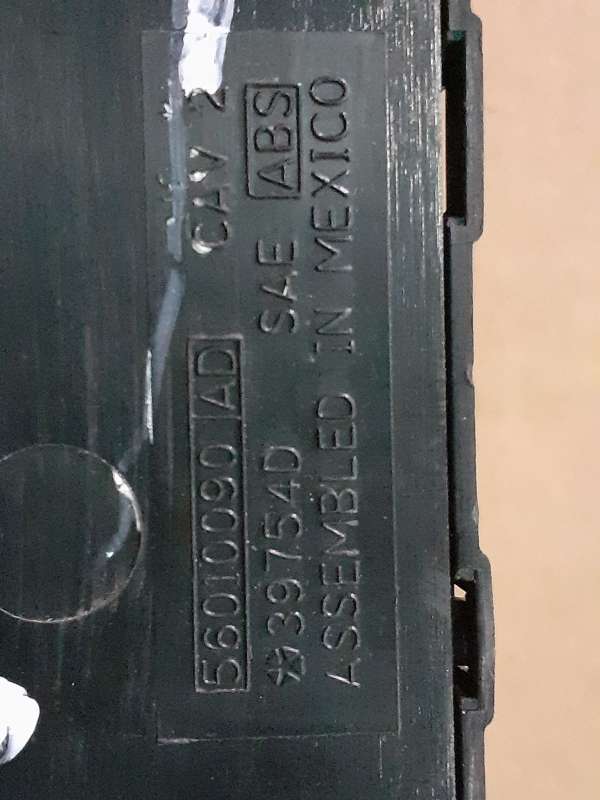 56010090 AD CAV 2
39754D SAE ABS
ASSEMBLED IN MEXICO